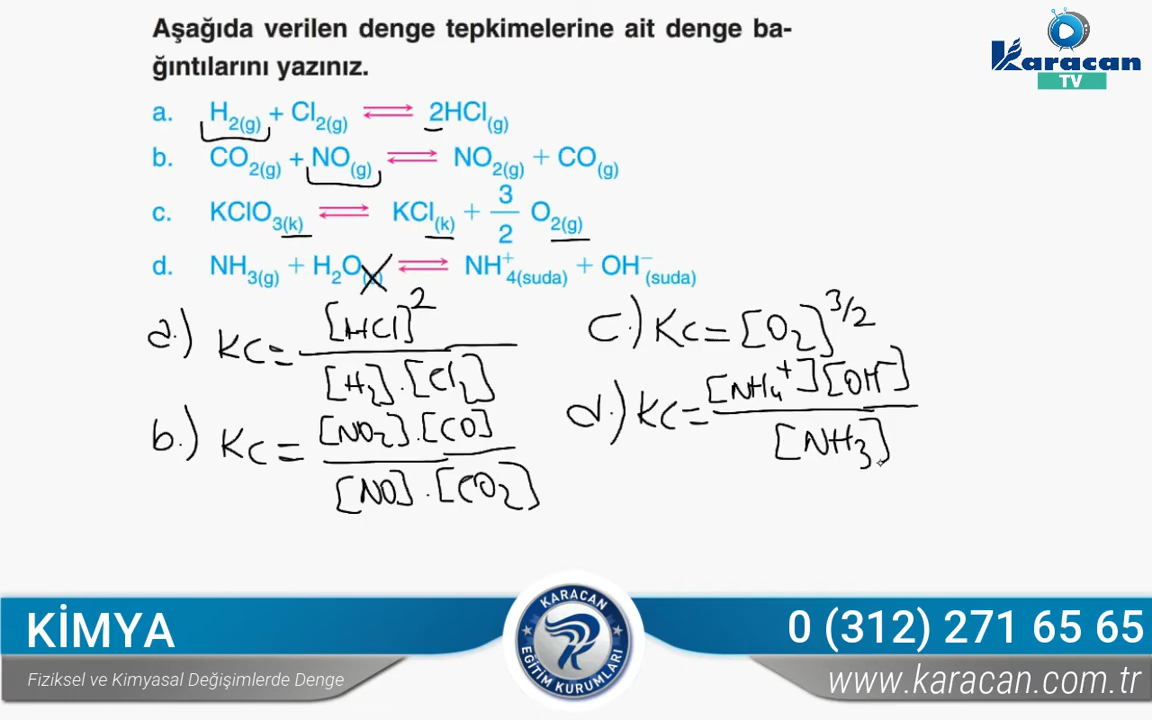 Aşağıda verilen denge tepkimelerine ait denge ba-
ğıntılarını yazınız.
Karacan
TV
a. H₂(g) + Cl₂(g) ⇌ 2HCl(g)
b. CO₂(g) + NO(g) ⇌ NO₂(g) + CO(g)
c. KClO₃(k) ⇌ KCl(k) + 3/2 O₂(g)
d. NH₃(g) + H₂O ⇌ NH₄⁺(suda) + OH⁻(suda)
a.) KC = [HCl]² / [H₂].[Cl₂]
b.) KC = [NO₂].[CO] / [NO].[CO₂]
c.) KC = [O₂]^3/2
d.) KC = [NH₄⁺][OH⁻] / [NH₃]
KİMYA
Fiziksel ve Kimyasal Değişimlerde Denge
KARACAN
EĞİTİM KURUMLARI
0 (312) 271 65 65
www.karacan.com.tr